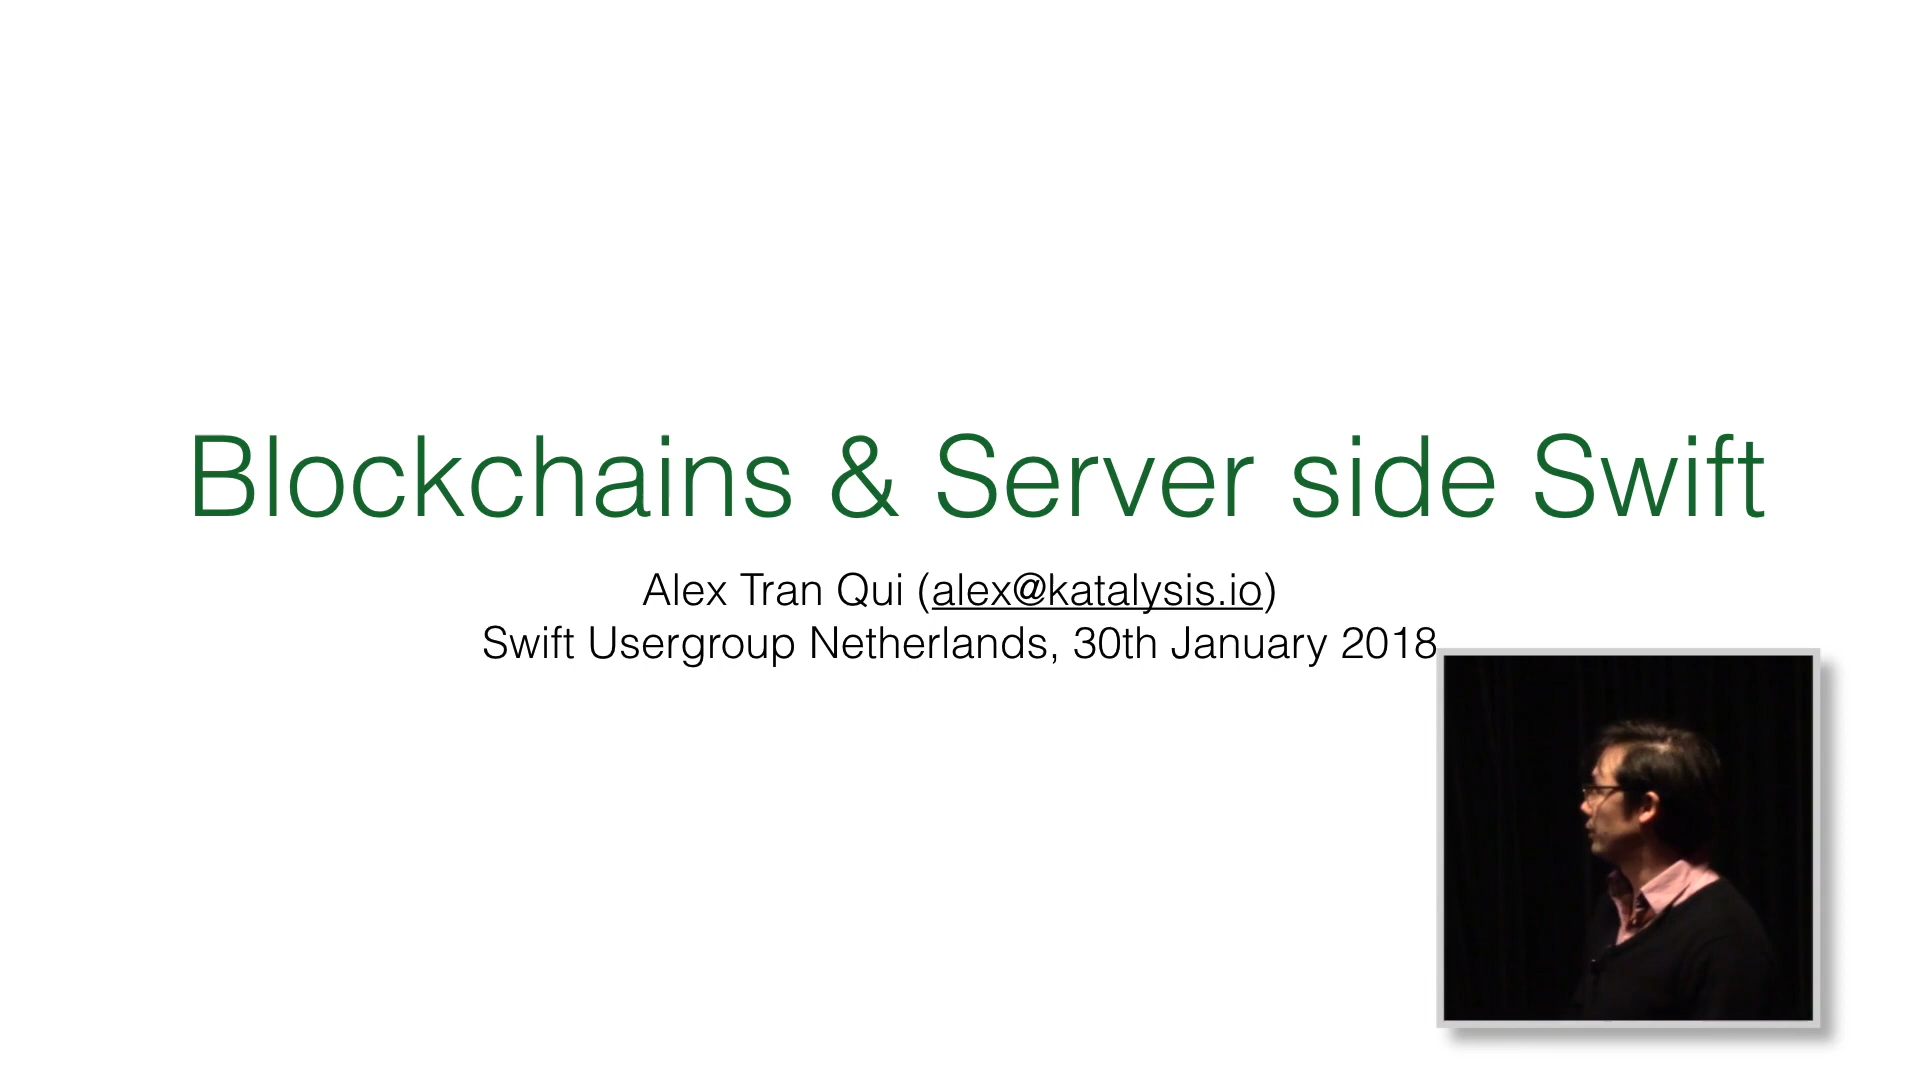 Blockchains & Server side Swift
Alex Tran Qui (alex@katalysis.io)
Swift Usergroup Netherlands, 30th January 2018